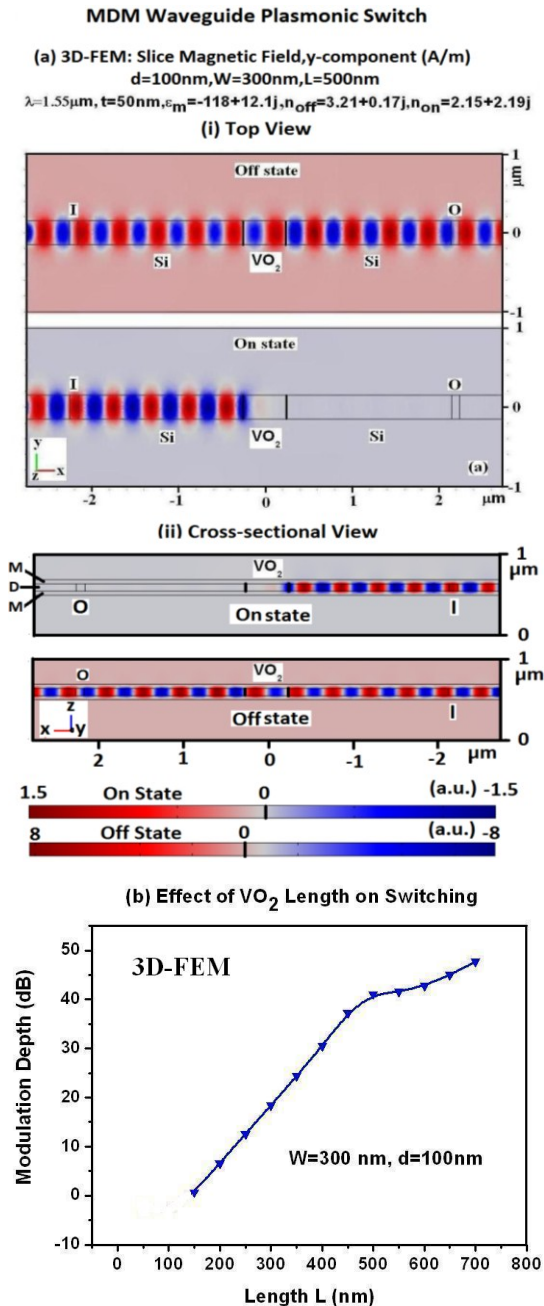 MDM Waveguide Plasmonic Switch
(a) 3D-FEM: Slice Magnetic Field,y-component (A/m)
d=100nm,W=300nm,L=500nm
λ=1.55μm, t=50nm,εm=-118+12.1j,noff=3.21+0.17j,non=2.15+2.19j
(i) Top View
1
μm
Off state
I
O
0
Si
VO2
Si
-1
1
On state
I
O
0
Si
VO2
Si
y
z
x
(a)
-1
-2
-1
0
1
2
μm
(ii) Cross-sectional View
VO2
1
μm
M
D
M
O
On state
I
0
VO2
1
μm
O
z
x
y
Off state
I
0
2
1
0
-1
-2
μm
1.5
On State
0
(a.u.) -1.5
8
Off State
0
(a.u.) -8
(b) Effect of VO2 Length on Switching
50
3D-FEM
40
30
20
10
W=300 nm, d=100nm
0
-10
Modulation Depth (dB)
0
100
200
300
400
500
600
700
800
Length L (nm)